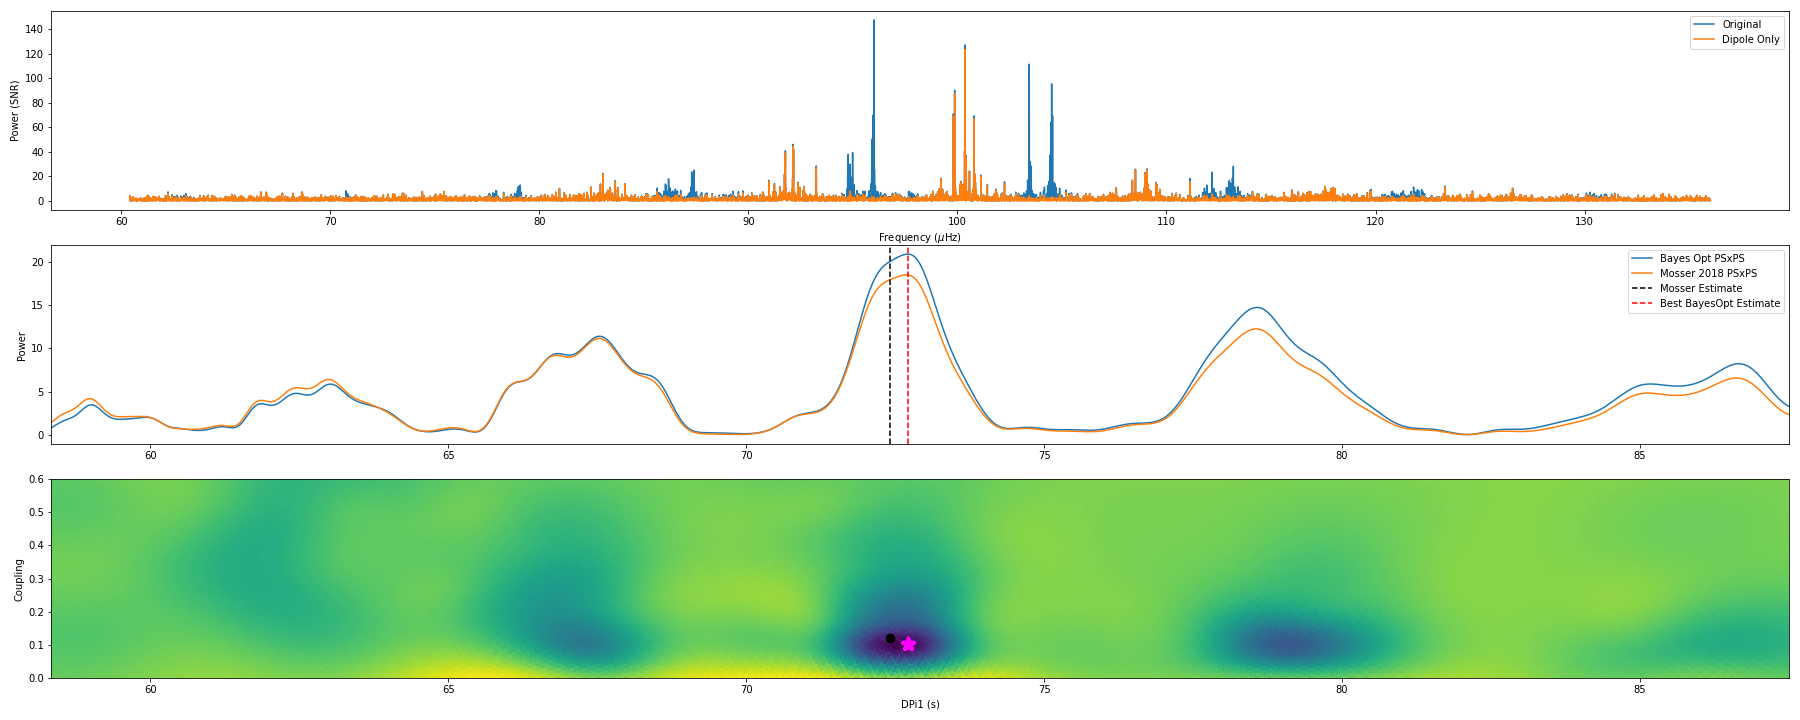 Power (SNR)
140
120
100
80
60
40
20
0
Original
Dipole Only
60 70 80 90 100 110 120 130
Frequency (μHz)
Power
20
15
10
5
0
Bayes Opt PSxPS
Mosser 2018 PSxPS
Mosser Estimate
Best BayesOpt Estimate
60 65 70 75 80 85
Coupling
0.6
0.5
0.4
0.3
0.2
0.1
0.0
60 65 70 75 80 85
DPi1 (s)